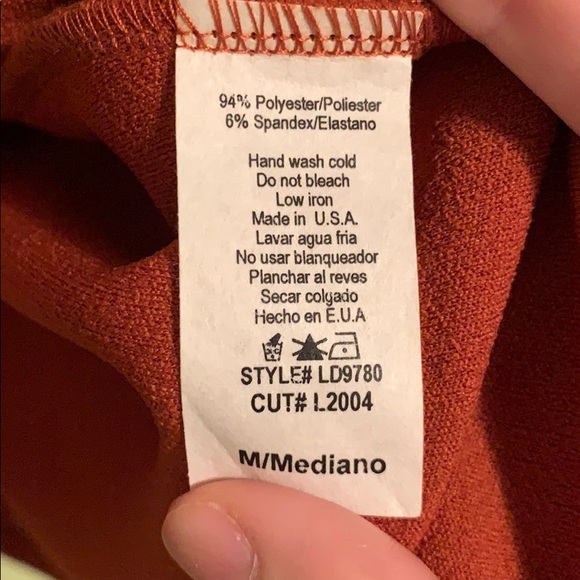 94% Polyester/Poliester
6% Spandex/Elastano
Hand wash cold
Do not bleach
Low iron
Made in U.S.A.
Lavar agua fria
No usar blanqueador
Planchar al reves
Secar colgado
Hecho en E.U.A
STYLE# LD9780
CUT# L2004
M/Mediano